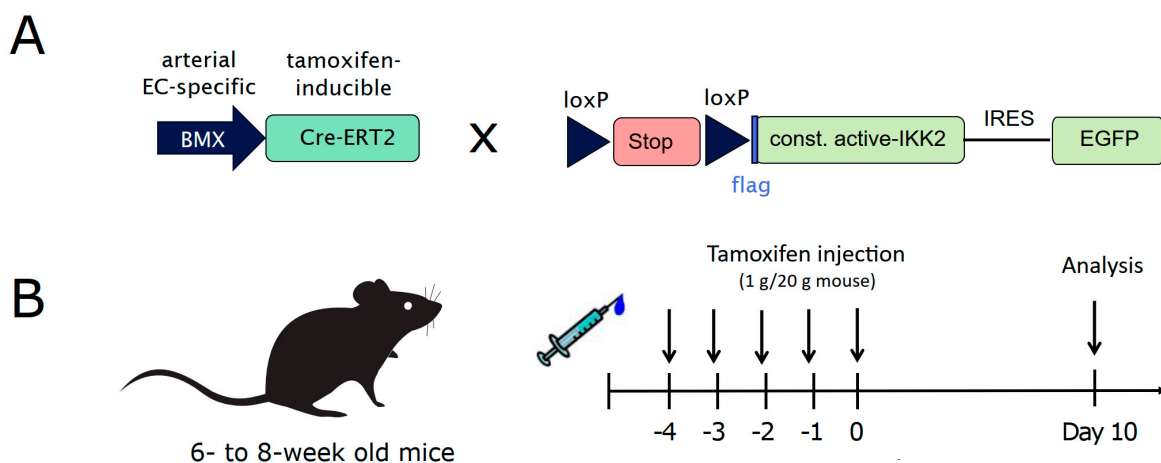 A
arterial
EC-specific
tamoxifen-
inducible
BMX
Cre-ERT2
X
loxP
Stop
loxP
flag
const. active-IKK2
IRES
EGFP
B
6- to 8-week old mice
Tamoxifen injection
(1 g/20 g mouse)
Analysis
-4 -3 -2 -1 0 Day 10